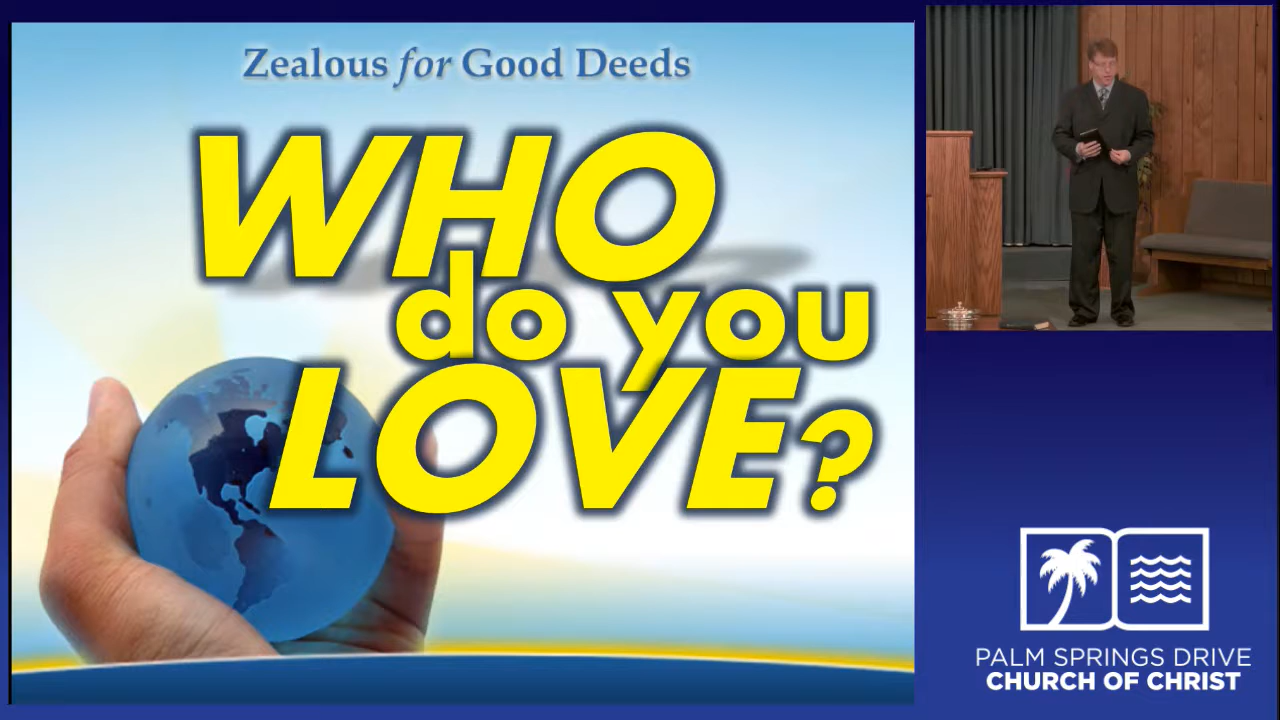 Zealous for Good Deeds
WHO
do you
LOVE?
PALM SPRINGS DRIVE
CHURCH OF CHRIST